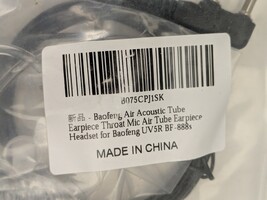 B075CPJ1SK
新品 - Baofeng Air Acoustic Tube
Earpiece Throat Mic Air Tube Earpiece
Headset for Baofeng UV5R BF-888s
MADE IN CHINA